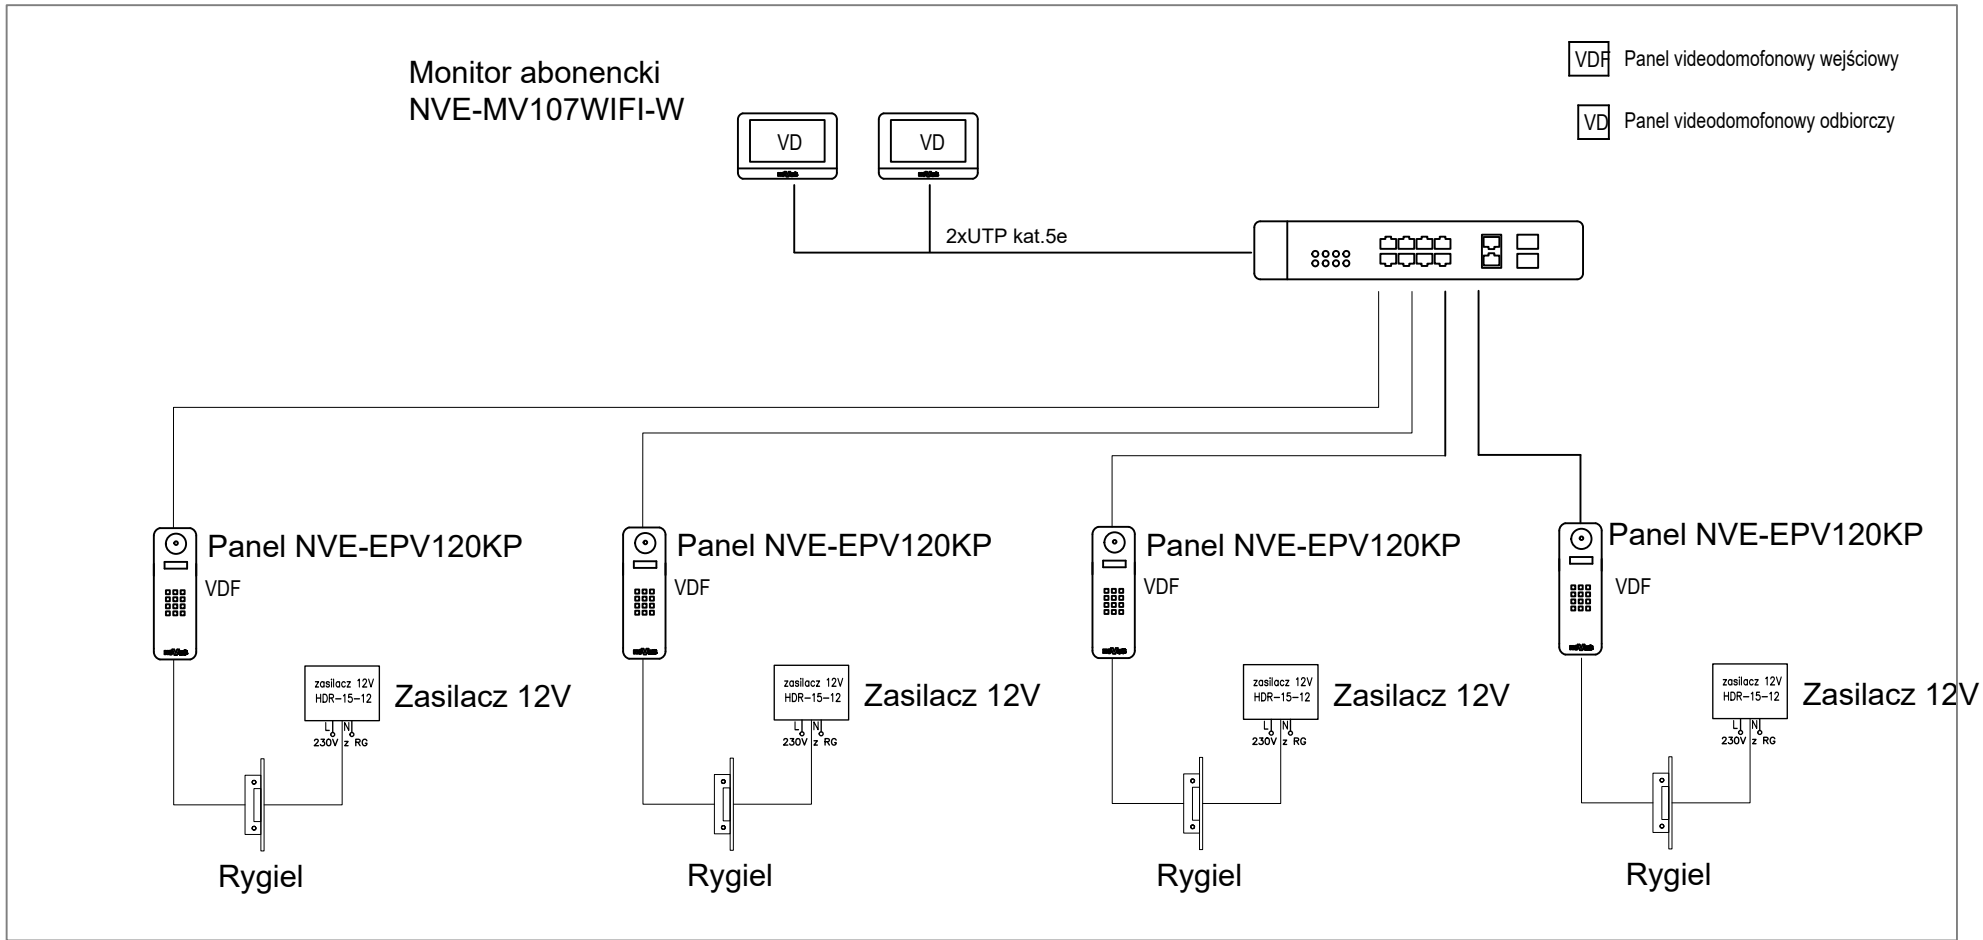 Monitor abonencki
NVE-MV107WIFI-W
VDF Panel videodomofonowy wejściowy
VD Panel videodomofonowy odbiorczy
VD
VD
2xUTP kat.5e
Panel NVE-EPV120KP
VDF
Panel NVE-EPV120KP
VDF
Panel NVE-EPV120KP
VDF
Panel NVE-EPV120KP
VDF
zasilacz 12V
HDR-15-12
L N
230V z RG
Zasilacz 12V
zasilacz 12V
HDR-15-12
L N
230V z RG
Zasilacz 12V
zasilacz 12V
HDR-15-12
L N
230V z RG
Zasilacz 12V
zasilacz 12V
HDR-15-12
L N
230V z RG
Zasilacz 12V
Rygiel
Rygiel
Rygiel
Rygiel